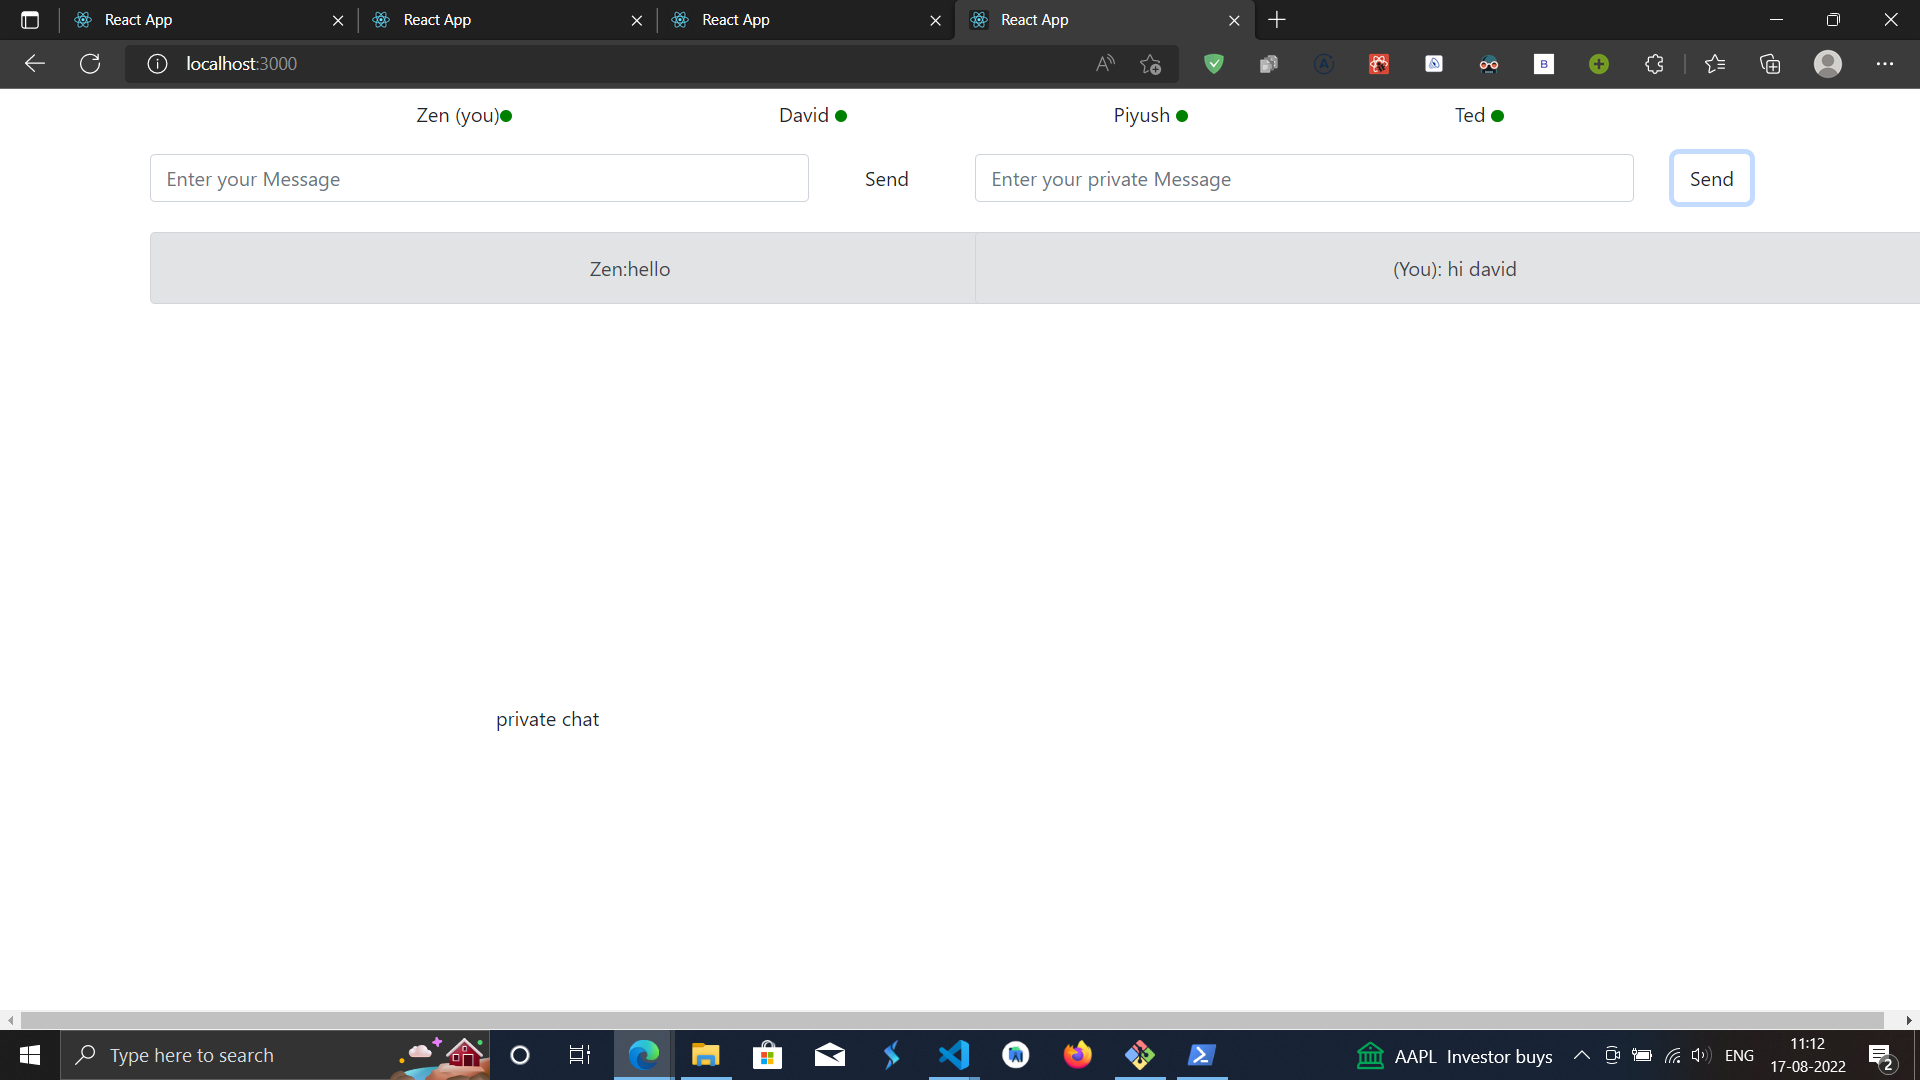 React App
React App
React App
React App
localhost:3000
Zen (you)
David
Piyush
Ted
Enter your Message
Send
Enter your private Message
Send
Zen:hello
(You): hi david
private chat
Type here to search
AAPL Investor buys
ENG
11:12
17-08-2022
2